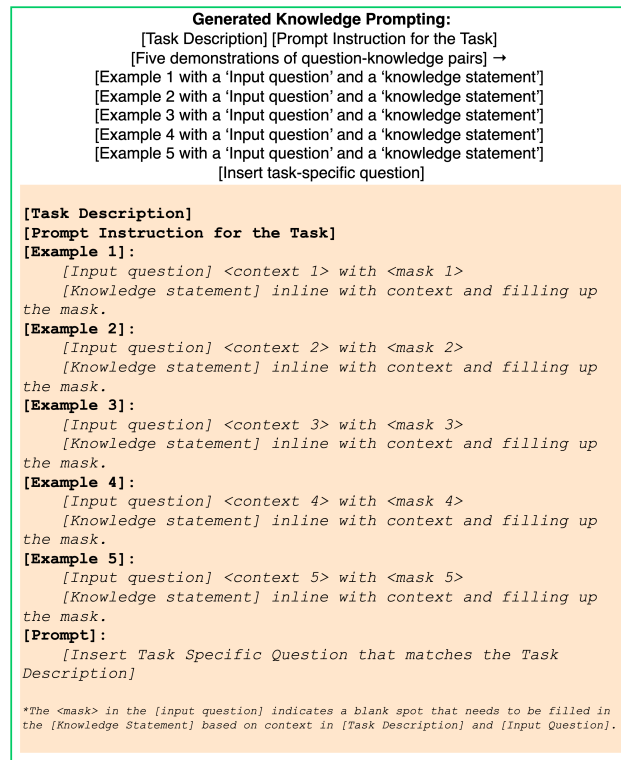 Generated Knowledge Prompting:
[Task Description] [Prompt Instruction for the Task]
[Five demonstrations of question-knowledge pairs] →
[Example 1 with a ‘Input question’ and a ‘knowledge statement’]
[Example 2 with a ‘Input question’ and a ‘knowledge statement’]
[Example 3 with a ‘Input question’ and a ‘knowledge statement’]
[Example 4 with a ‘Input question’ and a ‘knowledge statement’]
[Example 5 with a ‘Input question’ and a ‘knowledge statement’]
[Insert task-specific question]
[Task Description]
[Prompt Instruction for the Task]
[Example 1]:
[Input question] <context 1> with <mask 1>
[Knowledge statement] inline with context and filling up
the mask.
[Example 2]:
[Input question] <context 2> with <mask 2>
[Knowledge statement] inline with context and filling up
the mask.
[Example 3]:
[Input question] <context 3> with <mask 3>
[Knowledge statement] inline with context and filling up
the mask.
[Example 4]:
[Input question] <context 4> with <mask 4>
[Knowledge statement] inline with context and filling up
the mask.
[Example 5]:
[Input question] <context 5> with <mask 5>
[Knowledge statement] inline with context and filling up
the mask.
[Prompt]:
[Insert Task Specific Question that matches the Task
Description]
*The <mask> in the [input question] indicates a blank spot that needs to be filled in
the [Knowledge Statement] based on context in [Task Description] and [Input Question].